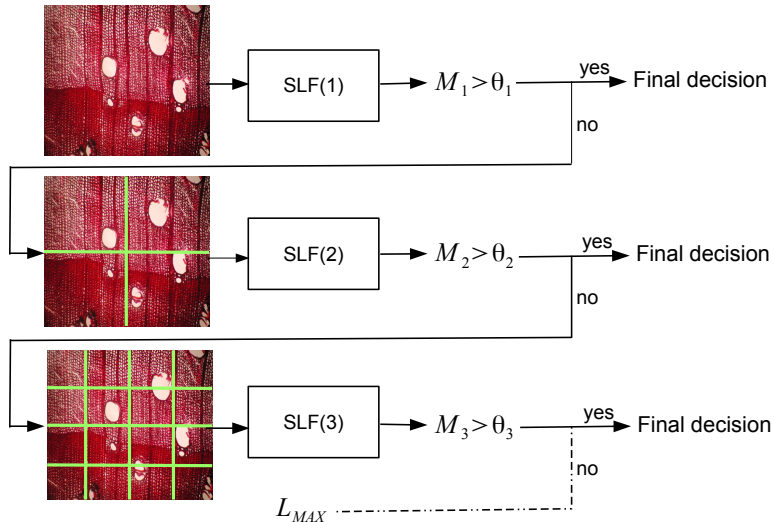 SLF(1) M₁>θ₁ yes Final decision
no
SLF(2) M₂>θ₂ yes Final decision
no
SLF(3) M₃>θ₃ yes Final decision
no
L_MAX